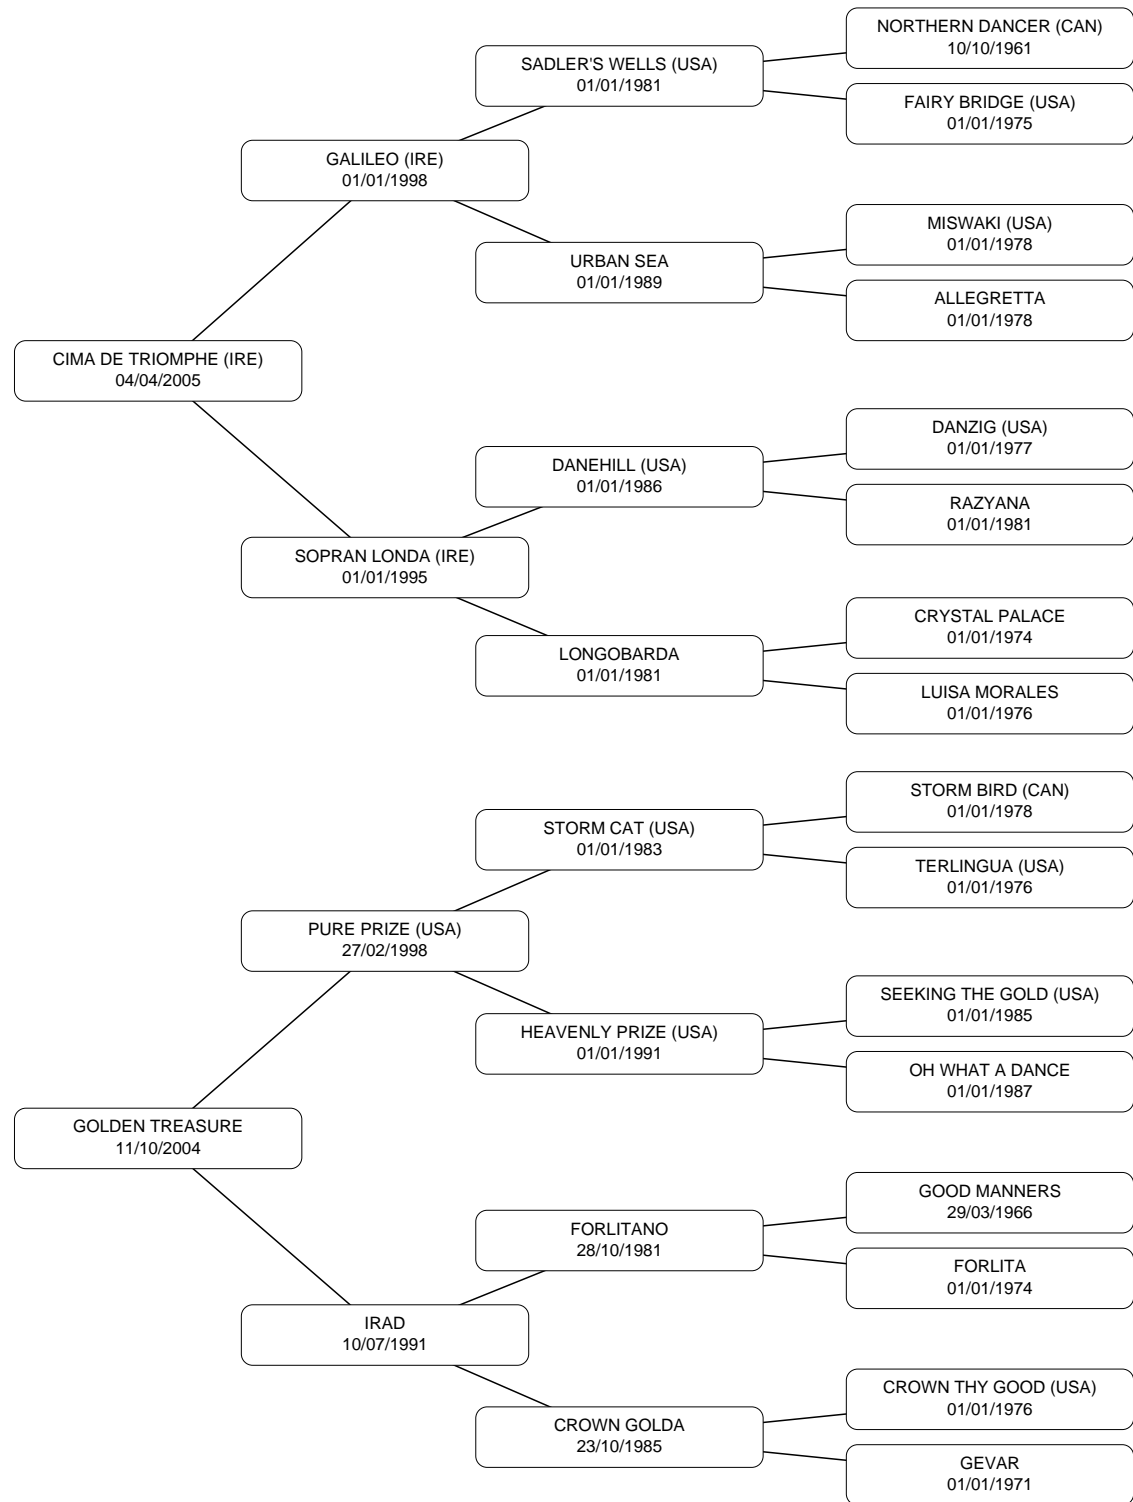 NORTHERN DANCER (CAN)
10/10/1961
SADLER'S WELLS (USA)
01/01/1981
FAIRY BRIDGE (USA)
01/01/1975
GALILEO (IRE)
01/01/1998
MISWAKI (USA)
01/01/1978
URBAN SEA
01/01/1989
ALLEGRETTA
01/01/1978
CIMA DE TRIOMPHE (IRE)
04/04/2005
DANZIG (USA)
01/01/1977
DANEHILL (USA)
01/01/1986
RAZYANA
01/01/1981
SOPRAN LONDA (IRE)
01/01/1995
CRYSTAL PALACE
01/01/1974
LONGOBARDA
01/01/1981
LUISA MORALES
01/01/1976
STORM BIRD (CAN)
01/01/1978
STORM CAT (USA)
01/01/1983
TERLINGUA (USA)
01/01/1976
PURE PRIZE (USA)
27/02/1998
SEEKING THE GOLD (USA)
01/01/1985
HEAVENLY PRIZE (USA)
01/01/1991
OH WHAT A DANCE
01/01/1987
GOLDEN TREASURE
11/10/2004
GOOD MANNERS
29/03/1966
FORLITANO
28/10/1981
FORLITA
01/01/1974
IRAD
10/07/1991
CROWN THY GOOD (USA)
01/01/1976
CROWN GOLDA
23/10/1985
GEVAR
01/01/1971